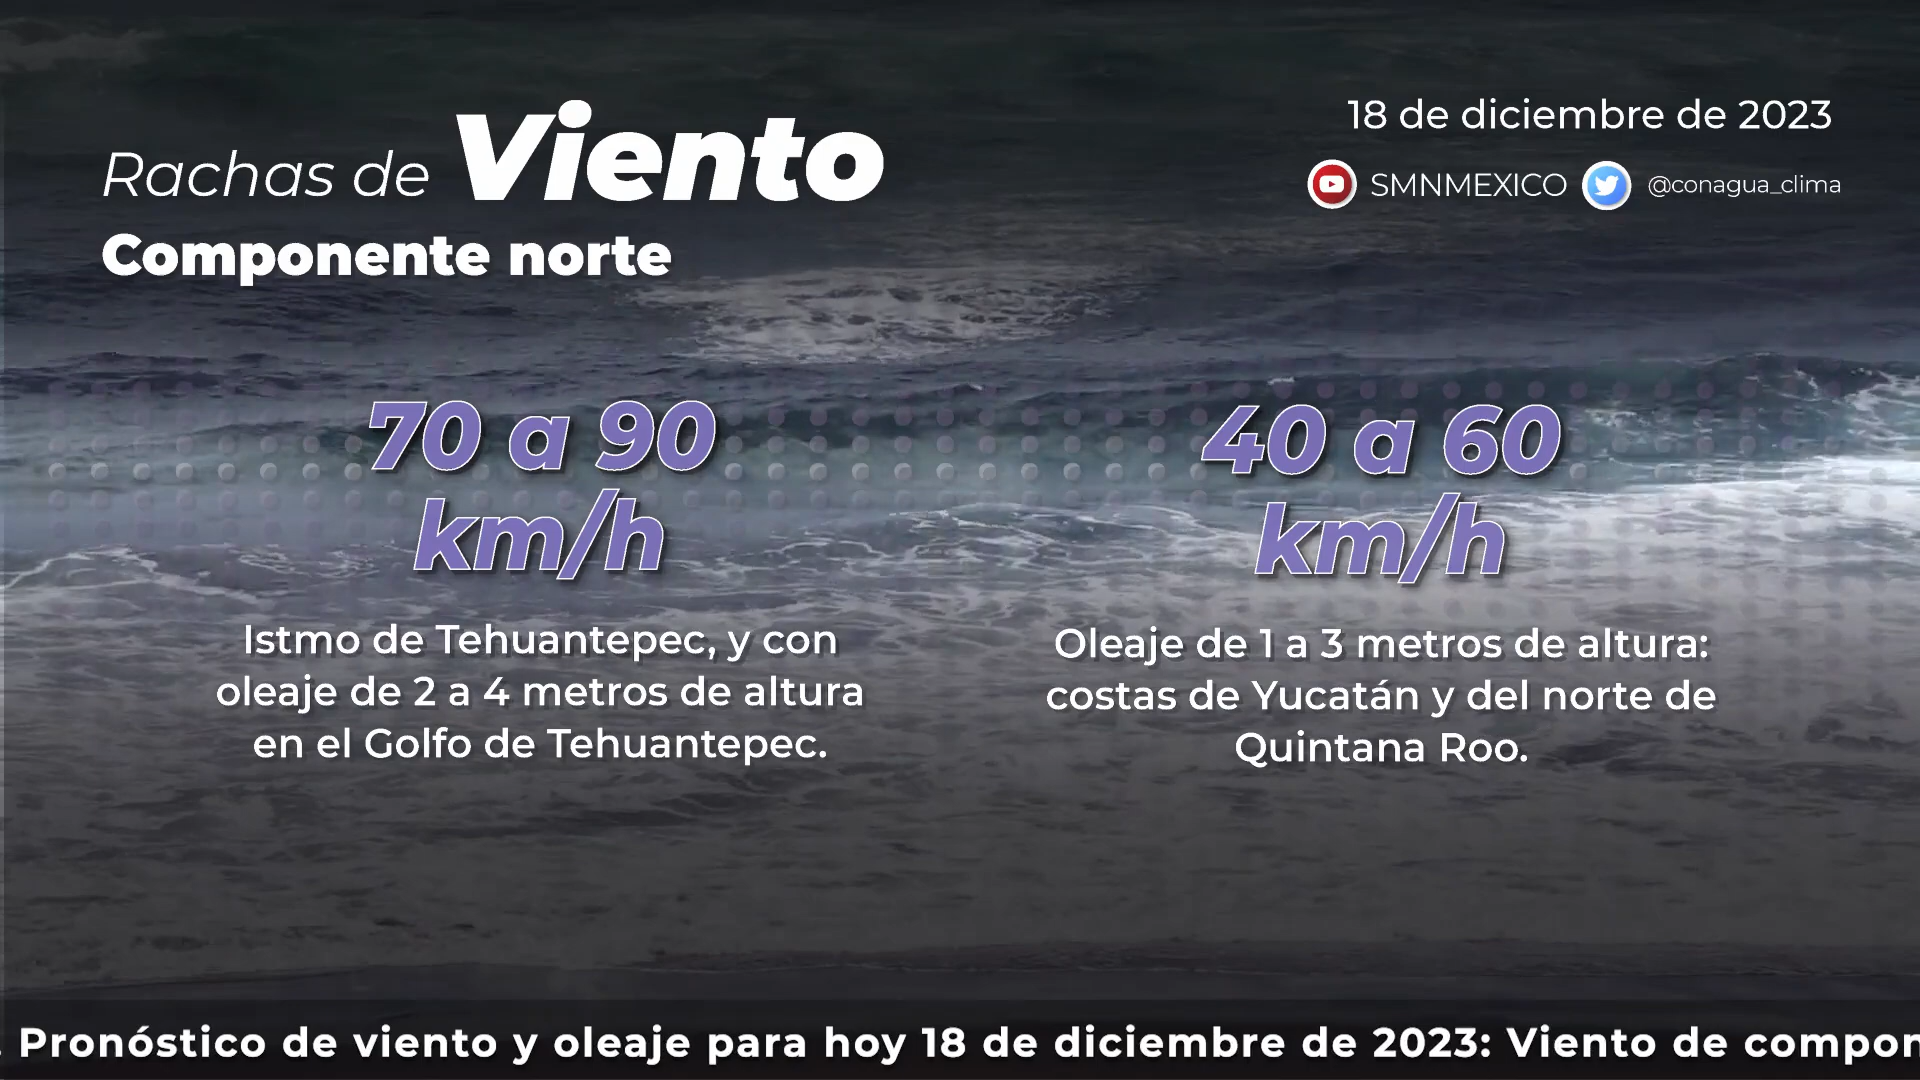 Rachas de Viento
Componente norte
18 de diciembre de 2023
SMNMEXICO @conagua_clima
70 a 90
km/h
Istmo de Tehuantepec, y con
oleaje de 2 a 4 metros de altura
en el Golfo de Tehuantepec.
40 a 60
km/h
Oleaje de 1 a 3 metros de altura:
costas de Yucatán y del norte de
Quintana Roo.
. Pronóstico de viento y oleaje para hoy 18 de diciembre de 2023: Viento de compon